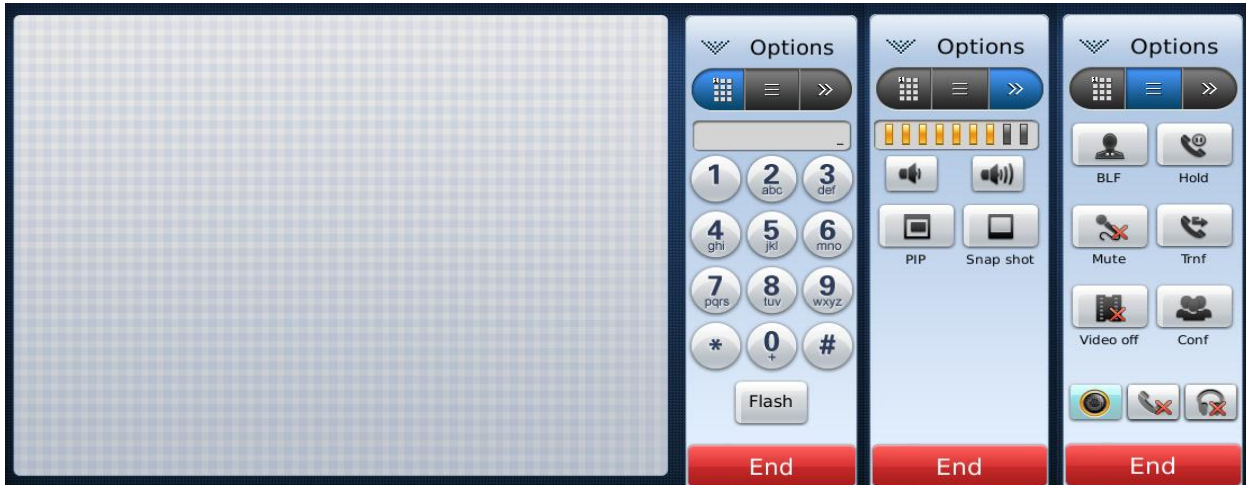 Options
_
1
2 abc
3 def
4 ghi
5 jkl
6 mno
7 pqrs
8 tuv
9 wxyz
*
0 +
#
Flash
End
Options
PIP
Snap shot
End
Options
BLF
Hold
Mute
Trnf
Video off
Conf
End